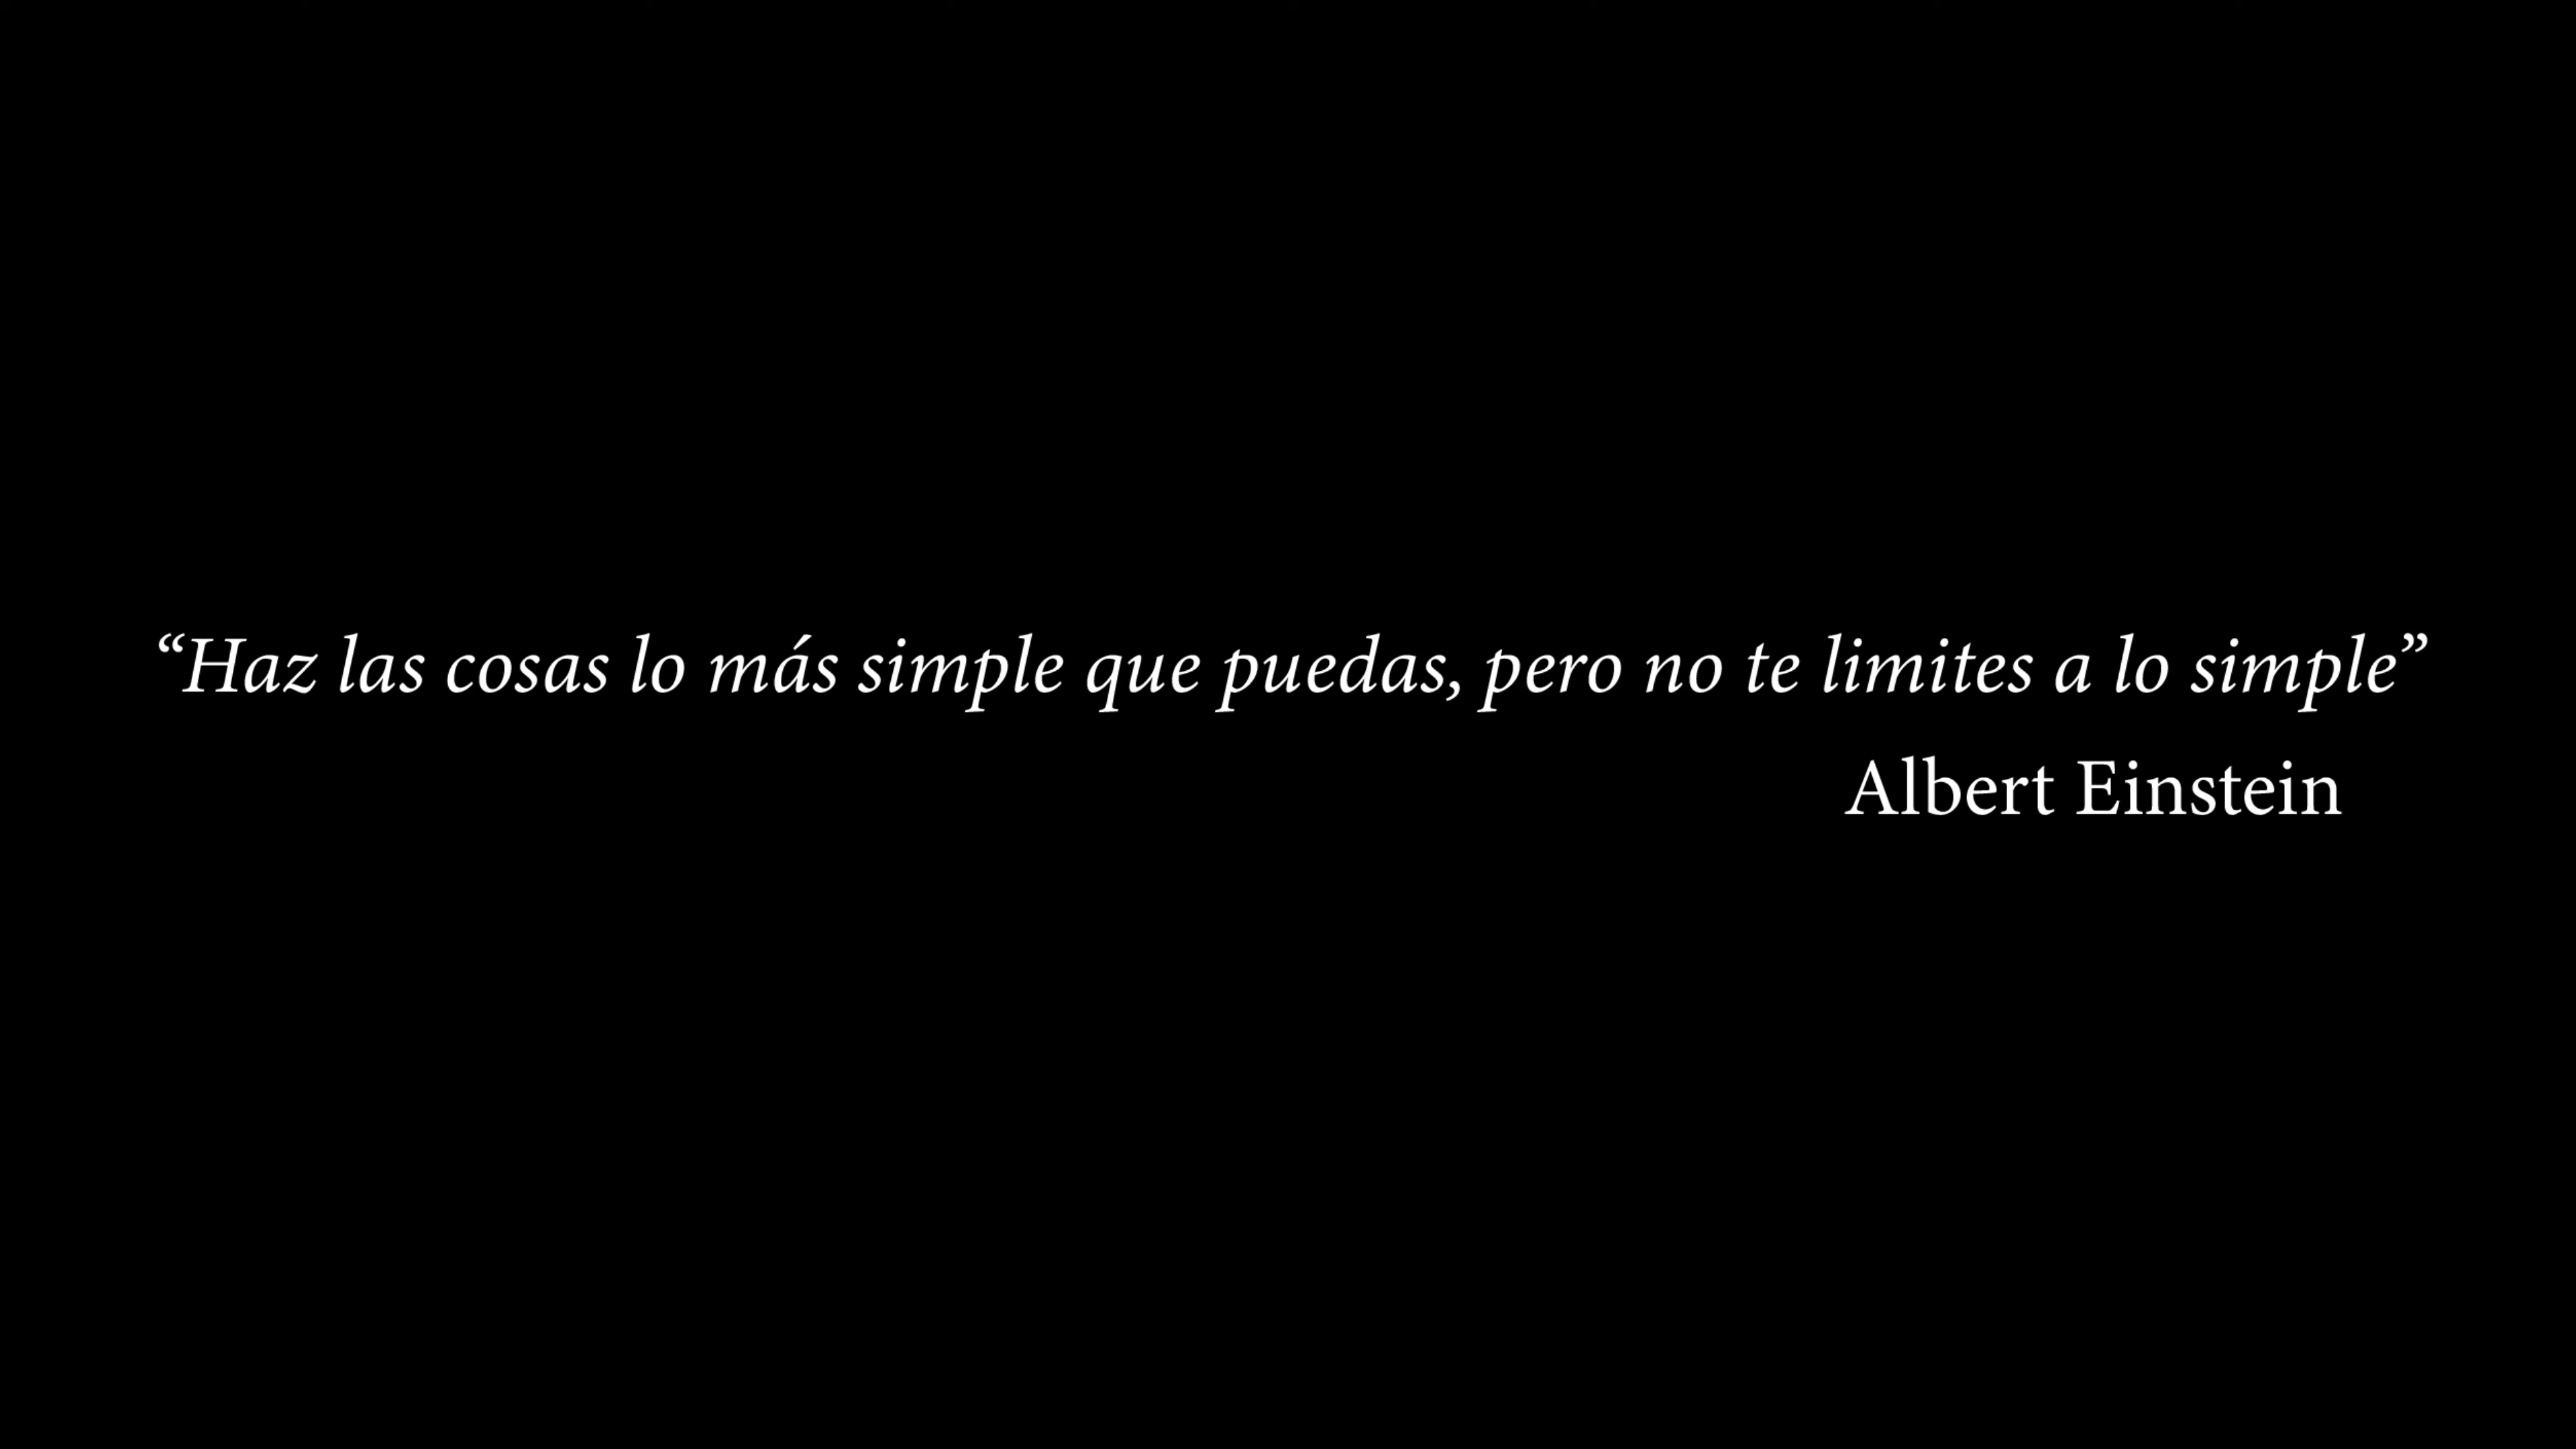 “Haz las cosas lo más simple que puedas, pero no te limites a lo simple”
Albert Einstein